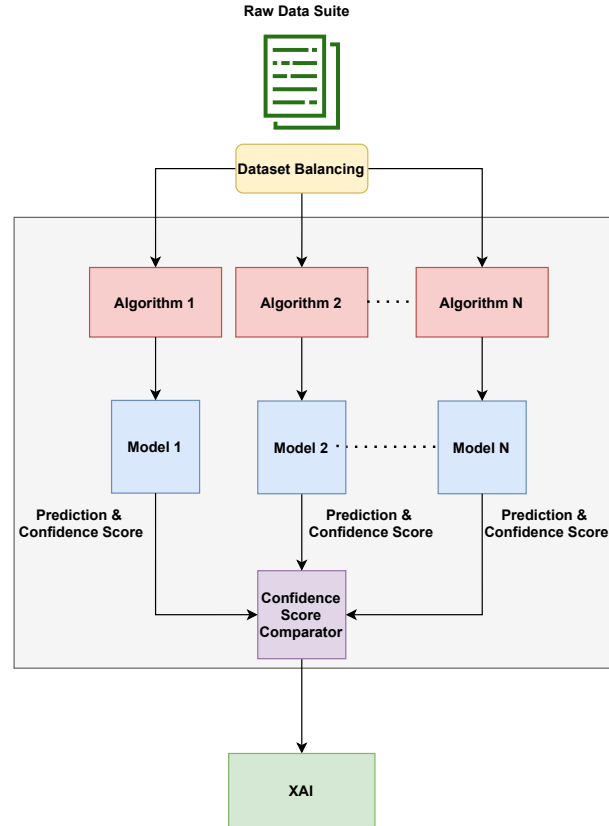 Raw Data Suite
Dataset Balancing
Algorithm 1
Algorithm 2
Algorithm N
Model 1
Model 2
Model N
Prediction &
Confidence Score
Prediction &
Confidence Score
Prediction &
Confidence Score
Confidence
Score
Comparator
XAI